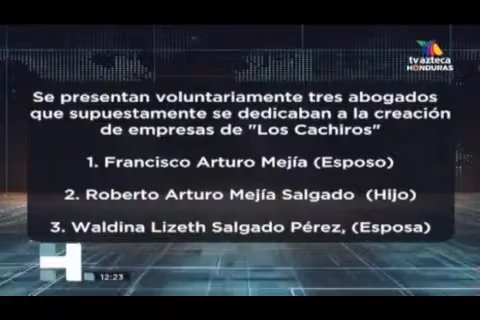 tv azteca
HONDURAS
Se presentan voluntariamente tres abogados
que supuestamente se dedicaban a la creación
de empresas de "Los Cachiros"
1. Francisco Arturo Mejía (Esposo)
2. Roberto Arturo Mejía Salgado (Hijo)
3. Waldina Lizeth Salgado Pérez, (Esposa)
H
12:23